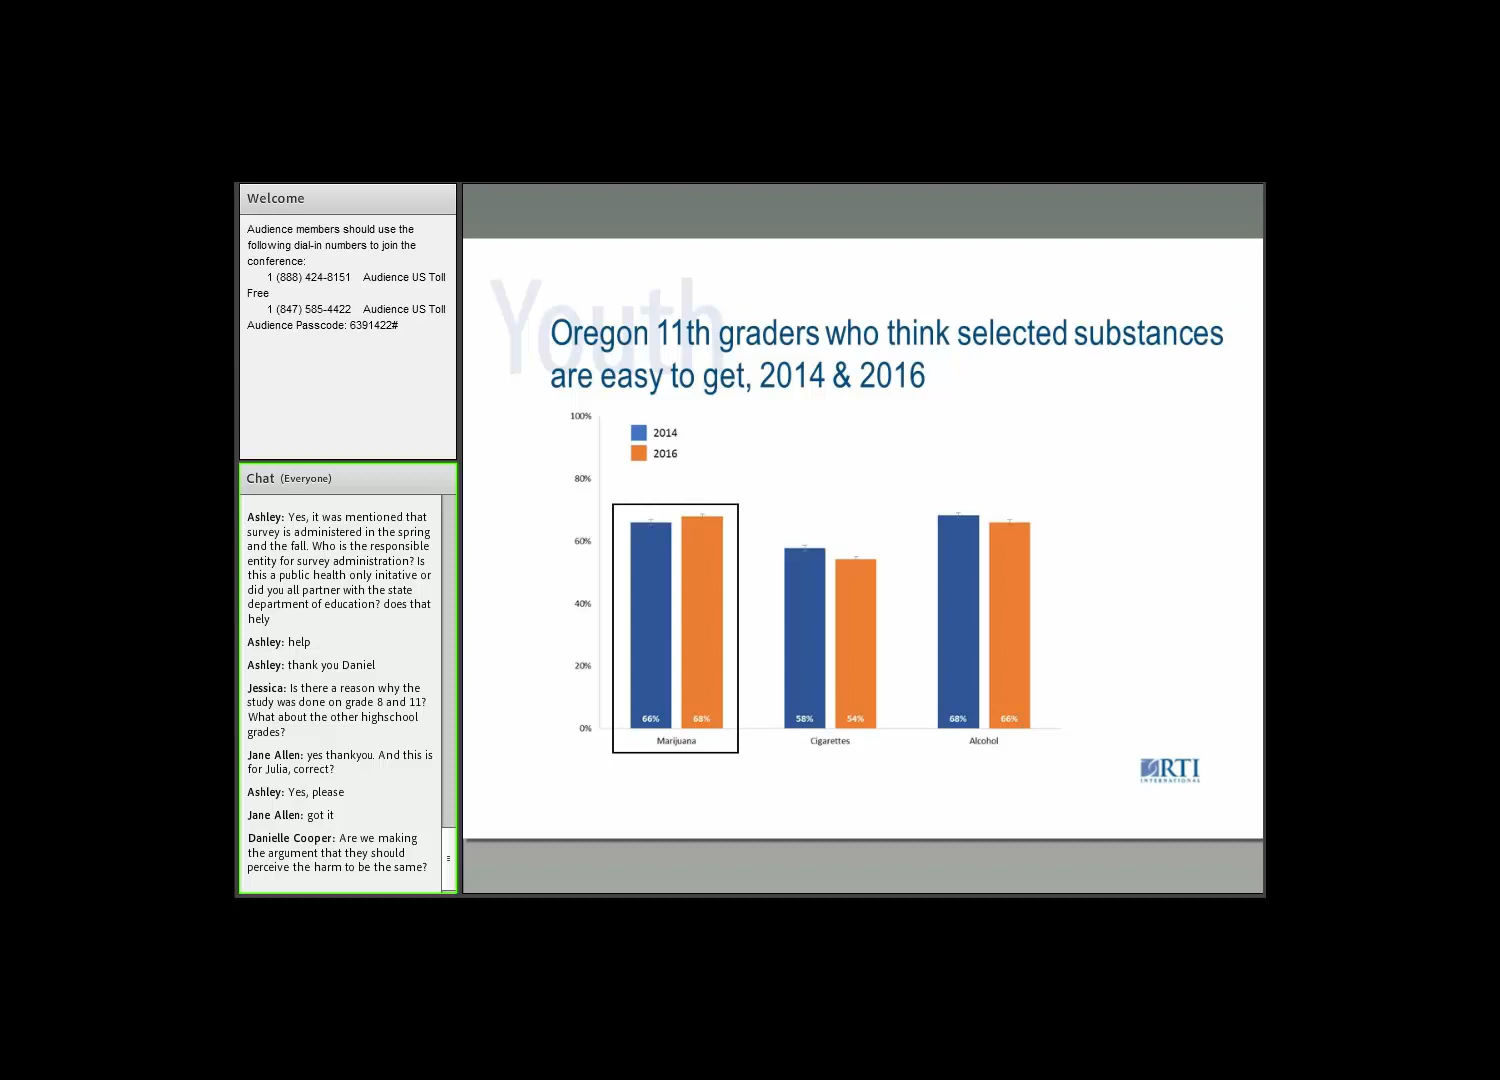 Welcome
Audience members should use the
following dial-in numbers to join the
conference:
1 (888) 424-8151 Audience US Toll
Free
1 (847) 585-4422 Audience US Toll
Audience Passcode: 6391422#
Chat (Everyone)
Ashley: Yes, it was mentioned that
survey is administered in the spring
and the fall. Who is the responsible
entity for survey administration? Is
this a public health only initative or
did you all partner with the state
department of education? does that
hely
Ashley: help
Ashley: thank you Daniel
Jessica: Is there a reason why the
study was done on grade 8 and 11?
What about the other highschool
grades?
Jane Allen: yes thankyou. And this is
for Julia, correct?
Ashley: Yes, please
Jane Allen: got it
Danielle Cooper: Are we making
the argument that they should
perceive the harm to be the same?
Youth
Oregon 11th graders who think selected substances
are easy to get, 2014 & 2016
100%
80%
60%
40%
20%
0%
2014
2016
66% 68% 58% 54% 68% 66%
Marijuana Cigarettes Alcohol
RTI
INTERNATIONAL